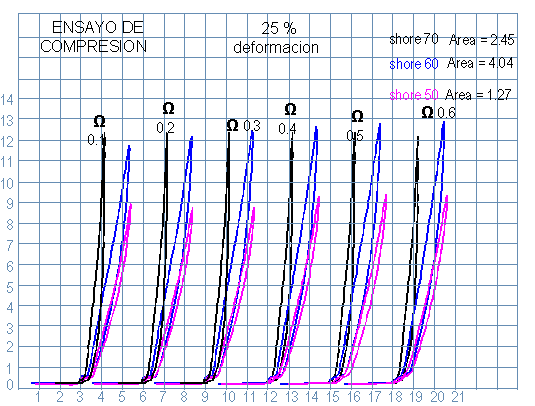 ENSAYO DE
COMPRESION
25 %
deformacion
shore 70 Area = 2.45
shore 60 Area = 4.04
shore 50 Area = 1.27
Ω 0.1
Ω 0.2
Ω 0.3
Ω 0.4
Ω 0.5
Ω 0.6
14
13
12
11
10
9
8
7
6
5
4
3
2
1
0
1 2 3 4 5 6 7 8 9 10 11 12 13 14 15 16 17 18 19 20 21